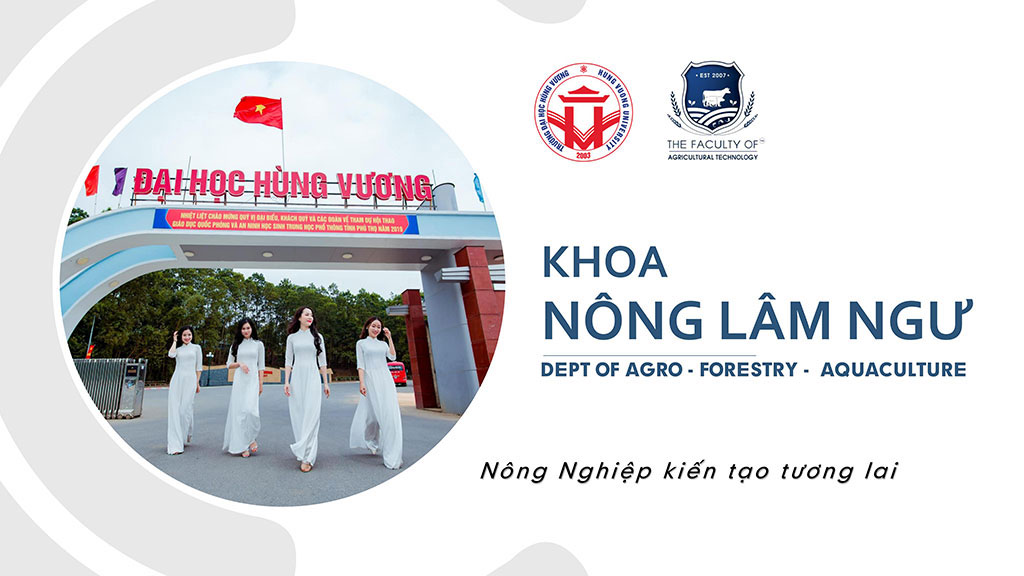 ĐẠI HỌC HÙNG VƯƠNG
NHIỆT LIỆT CHÀO MỪNG QUÝ VỊ ĐẠI BIỂU, KHÁCH QUÝ VÀ CÁC ĐOÀN VỀ THAM DỰ HỘI THAO
GIÁO DỤC QUỐC PHÒNG VÀ AN NINH HỌC SINH TRUNG HỌC PHỔ THÔNG TỈNH PHÚ THỌ NĂM 2019
TRƯỜNG ĐẠI HỌC HÙNG VƯƠNG
HUNG VUONG UNIVERSITY
2003
EST 2007
THE FACULTY OF
AGRICULTURAL TECHNOLOGY
KHOA
NÔNG LÂM NGƯ
DEPT OF AGRO - FORESTRY - AQUACULTURE
Nông Nghiệp kiến tạo tương lai